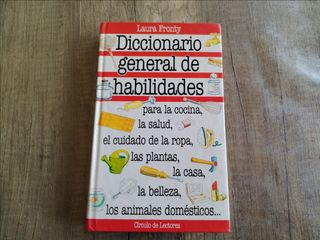 Laura Fronty
Diccionario
general de
habilidades
para la cocina,
la salud,
el cuidado de la ropa,
las plantas,
la casa,
la belleza,
los animales domésticos...
Círculo de Lectores